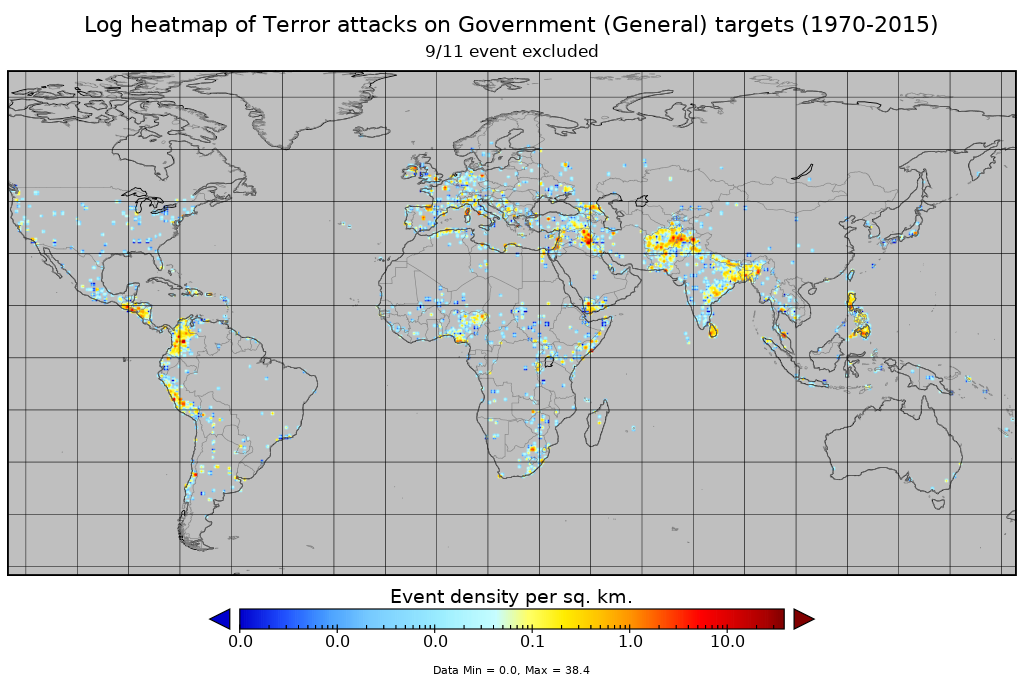 Log heatmap of Terror attacks on Government (General) targets (1970-2015)
9/11 event excluded
Event density per sq. km.
0.0 0.0 0.0 0.1 1.0 10.0
Data Min = 0.0, Max = 38.4